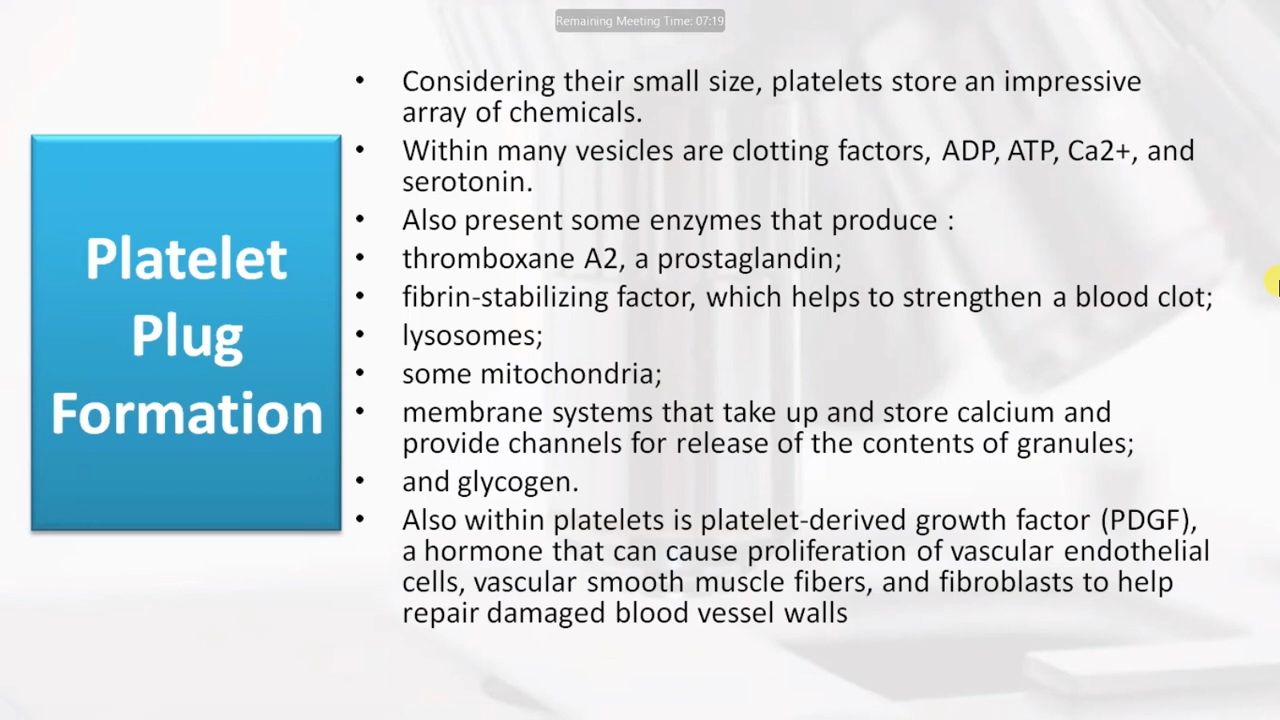 Remaining Meeting Time: 07:19
Platelet
Plug
Formation
• Considering their small size, platelets store an impressive
array of chemicals.
• Within many vesicles are clotting factors, ADP, ATP, Ca2+, and
serotonin.
• Also present some enzymes that produce :
• thromboxane A2, a prostaglandin;
• fibrin-stabilizing factor, which helps to strengthen a blood clot;
• lysosomes;
• some mitochondria;
• membrane systems that take up and store calcium and
provide channels for release of the contents of granules;
• and glycogen.
• Also within platelets is platelet-derived growth factor (PDGF),
a hormone that can cause proliferation of vascular endothelial
cells, vascular smooth muscle fibers, and fibroblasts to help
repair damaged blood vessel walls